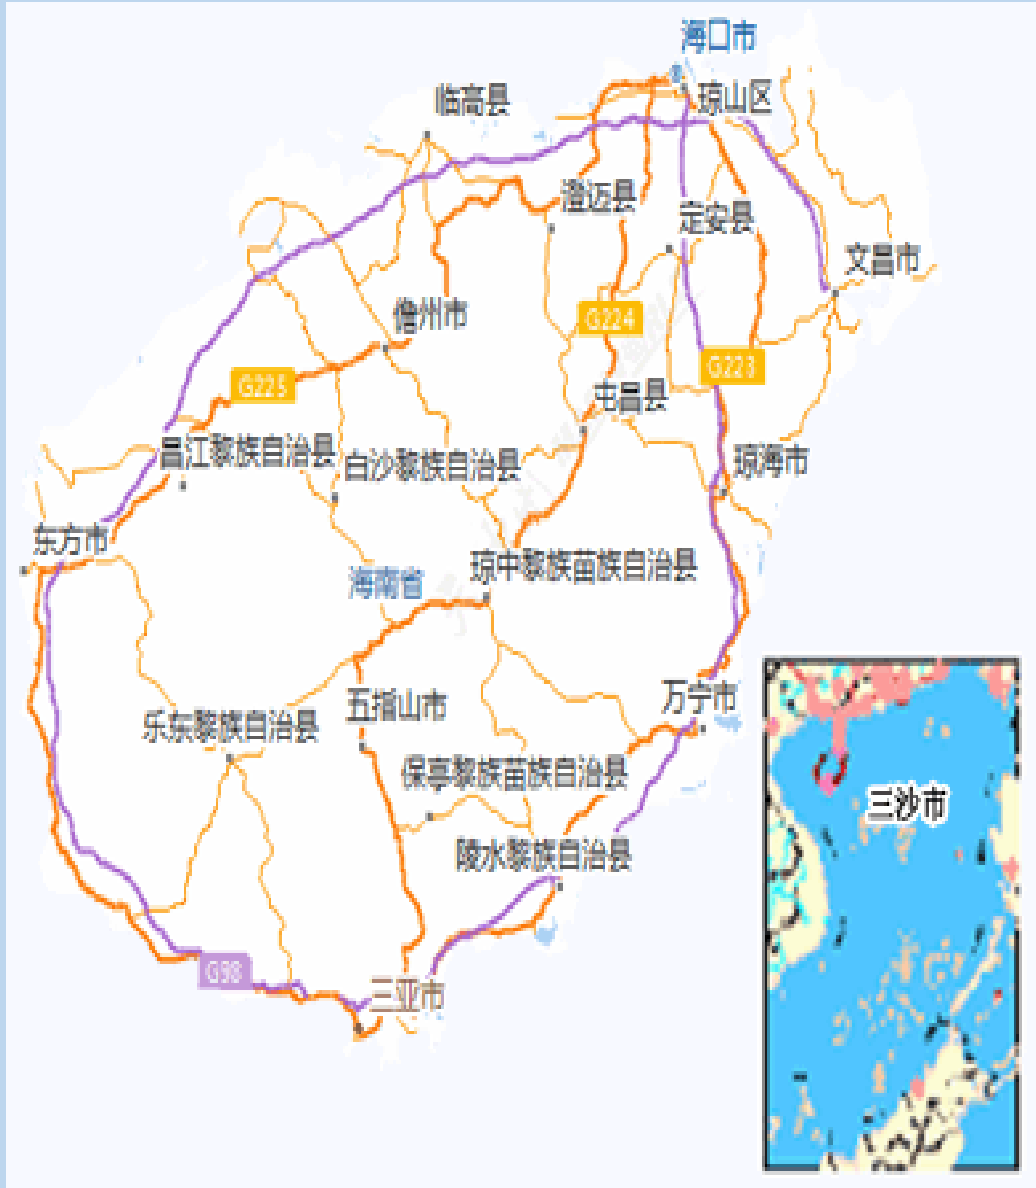 海口市
琼山区
临高县
澄迈县
定安县
文昌市
儋州市
G224
G223
G225
屯昌县
昌江黎族自治县
白沙黎族自治县
琼海市
东方市
琼中黎族苗族自治县
海南省
万宁市
五指山市
乐东黎族自治县
保亭黎族苗族自治县
三沙市
陵水黎族自治县
G98
三亚市